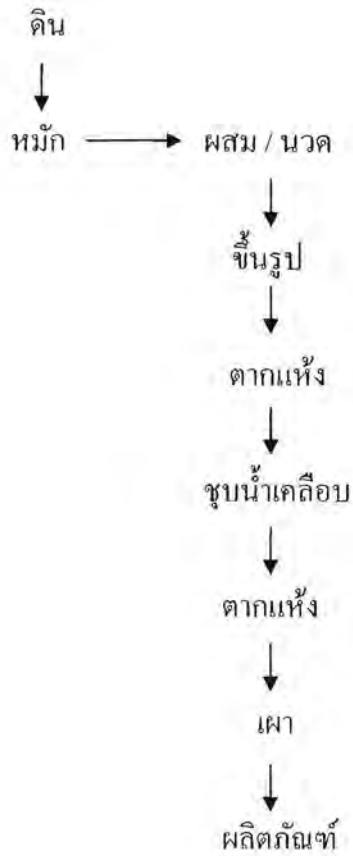 ดิน
หมัก
ผสม / นวด
ขึ้นรูป
ตากแห้ง
ชุบน้ำเคลือบ
ตากแห้ง
เผา
ผลิตภัณฑ์